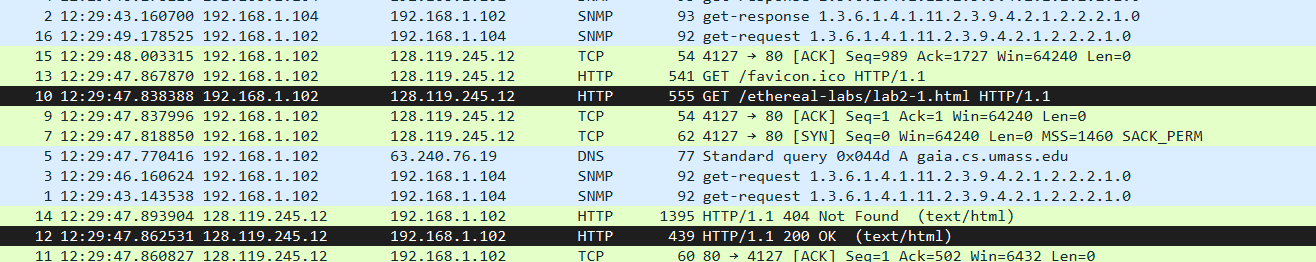 2 12:29:43.160700 192.168.1.104 192.168.1.102 SNMP 93 get-response 1.3.6.1.4.1.11.2.3.9.4.2.1.2.2.2.1.0
16 12:29:49.178525 192.168.1.102 192.168.1.104 SNMP 92 get-request 1.3.6.1.4.1.11.2.3.9.4.2.1.2.2.2.1.0
15 12:29:48.003315 192.168.1.102 128.119.245.12 TCP 54 4127 → 80 [ACK] Seq=989 Ack=1727 Win=64240 Len=0
13 12:29:47.867870 192.168.1.102 128.119.245.12 HTTP 541 GET /favicon.ico HTTP/1.1
10 12:29:47.838388 192.168.1.102 128.119.245.12 HTTP 555 GET /ethereal-labs/lab2-1.html HTTP/1.1
9 12:29:47.837996 192.168.1.102 128.119.245.12 TCP 54 4127 → 80 [ACK] Seq=1 Ack=1 Win=64240 Len=0
7 12:29:47.818850 192.168.1.102 128.119.245.12 TCP 62 4127 → 80 [SYN] Seq=0 Win=64240 Len=0 MSS=1460 SACK_PERM
5 12:29:47.770416 192.168.1.102 63.240.76.19 DNS 77 Standard query 0x044d A gaia.cs.umass.edu
3 12:29:46.160624 192.168.1.102 192.168.1.104 SNMP 92 get-request 1.3.6.1.4.1.11.2.3.9.4.2.1.2.2.2.1.0
1 12:29:43.143538 192.168.1.102 192.168.1.104 SNMP 92 get-request 1.3.6.1.4.1.11.2.3.9.4.2.1.2.2.2.1.0
14 12:29:47.893904 128.119.245.12 192.168.1.102 HTTP 1395 HTTP/1.1 404 Not Found (text/html)
12 12:29:47.862531 128.119.245.12 192.168.1.102 HTTP 439 HTTP/1.1 200 OK (text/html)
11 12:29:47.860827 128.119.245.12 192.168.1.102 TCP 60 80 → 4127 [ACK] Seq=1 Ack=502 Win=6432 Len=0